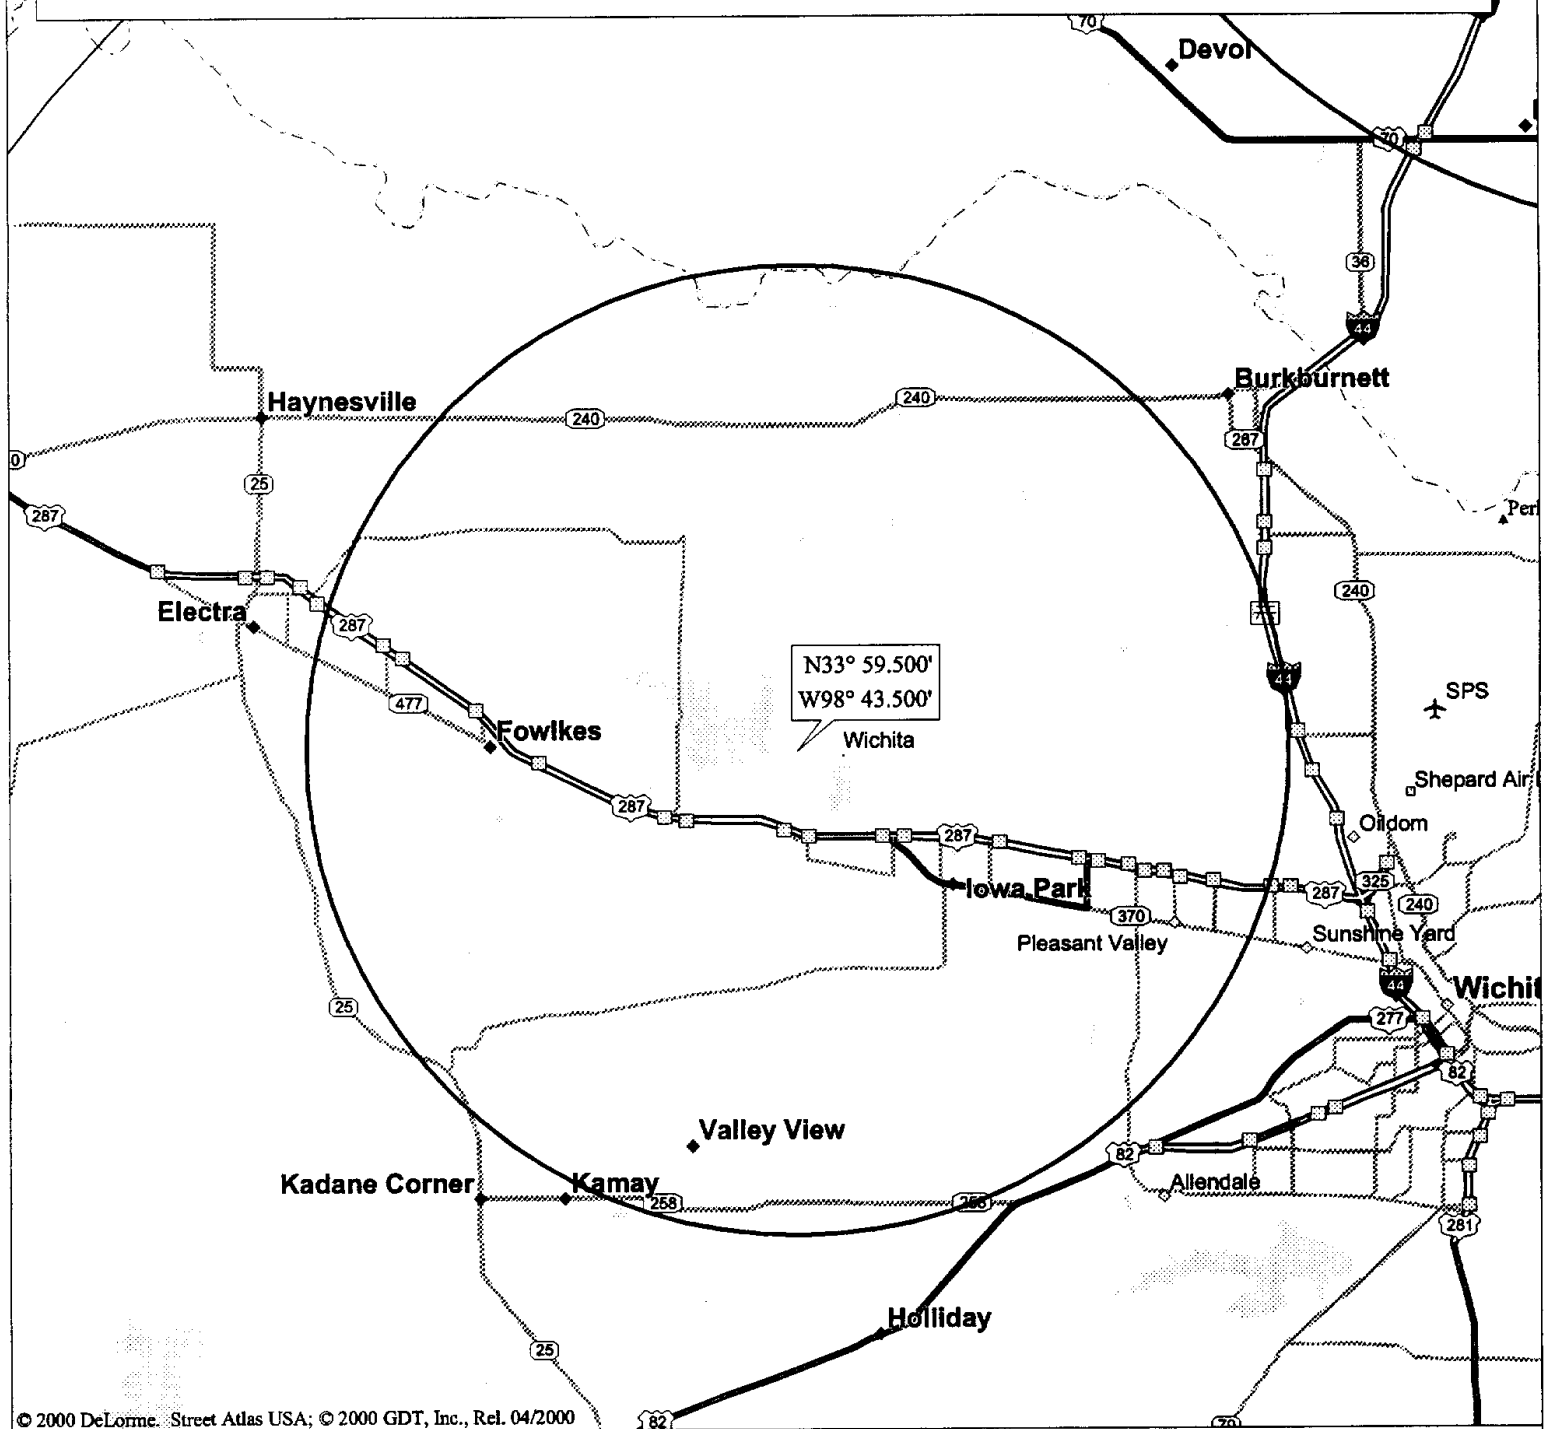 70
Devol
70
36
44
Burkburnett
Haynesville
240
240
287
25
287
Electra
287
240
N33° 59.500'
W98° 43.500'
44
SPS
477
Fowlkes
Wichita
Shepard Air
287
287
Oildom
Iowa Park
287
325
370
240
Pleasant Valley
Sunshine Yard
44
25
277
82
Valley View
82
Kadane Corner
Kamay
Allendale
258
258
281
Holliday
25
© 2000 DeLorme. Street Atlas USA; © 2000 GDT, Inc., Rel. 04/2000
82
79